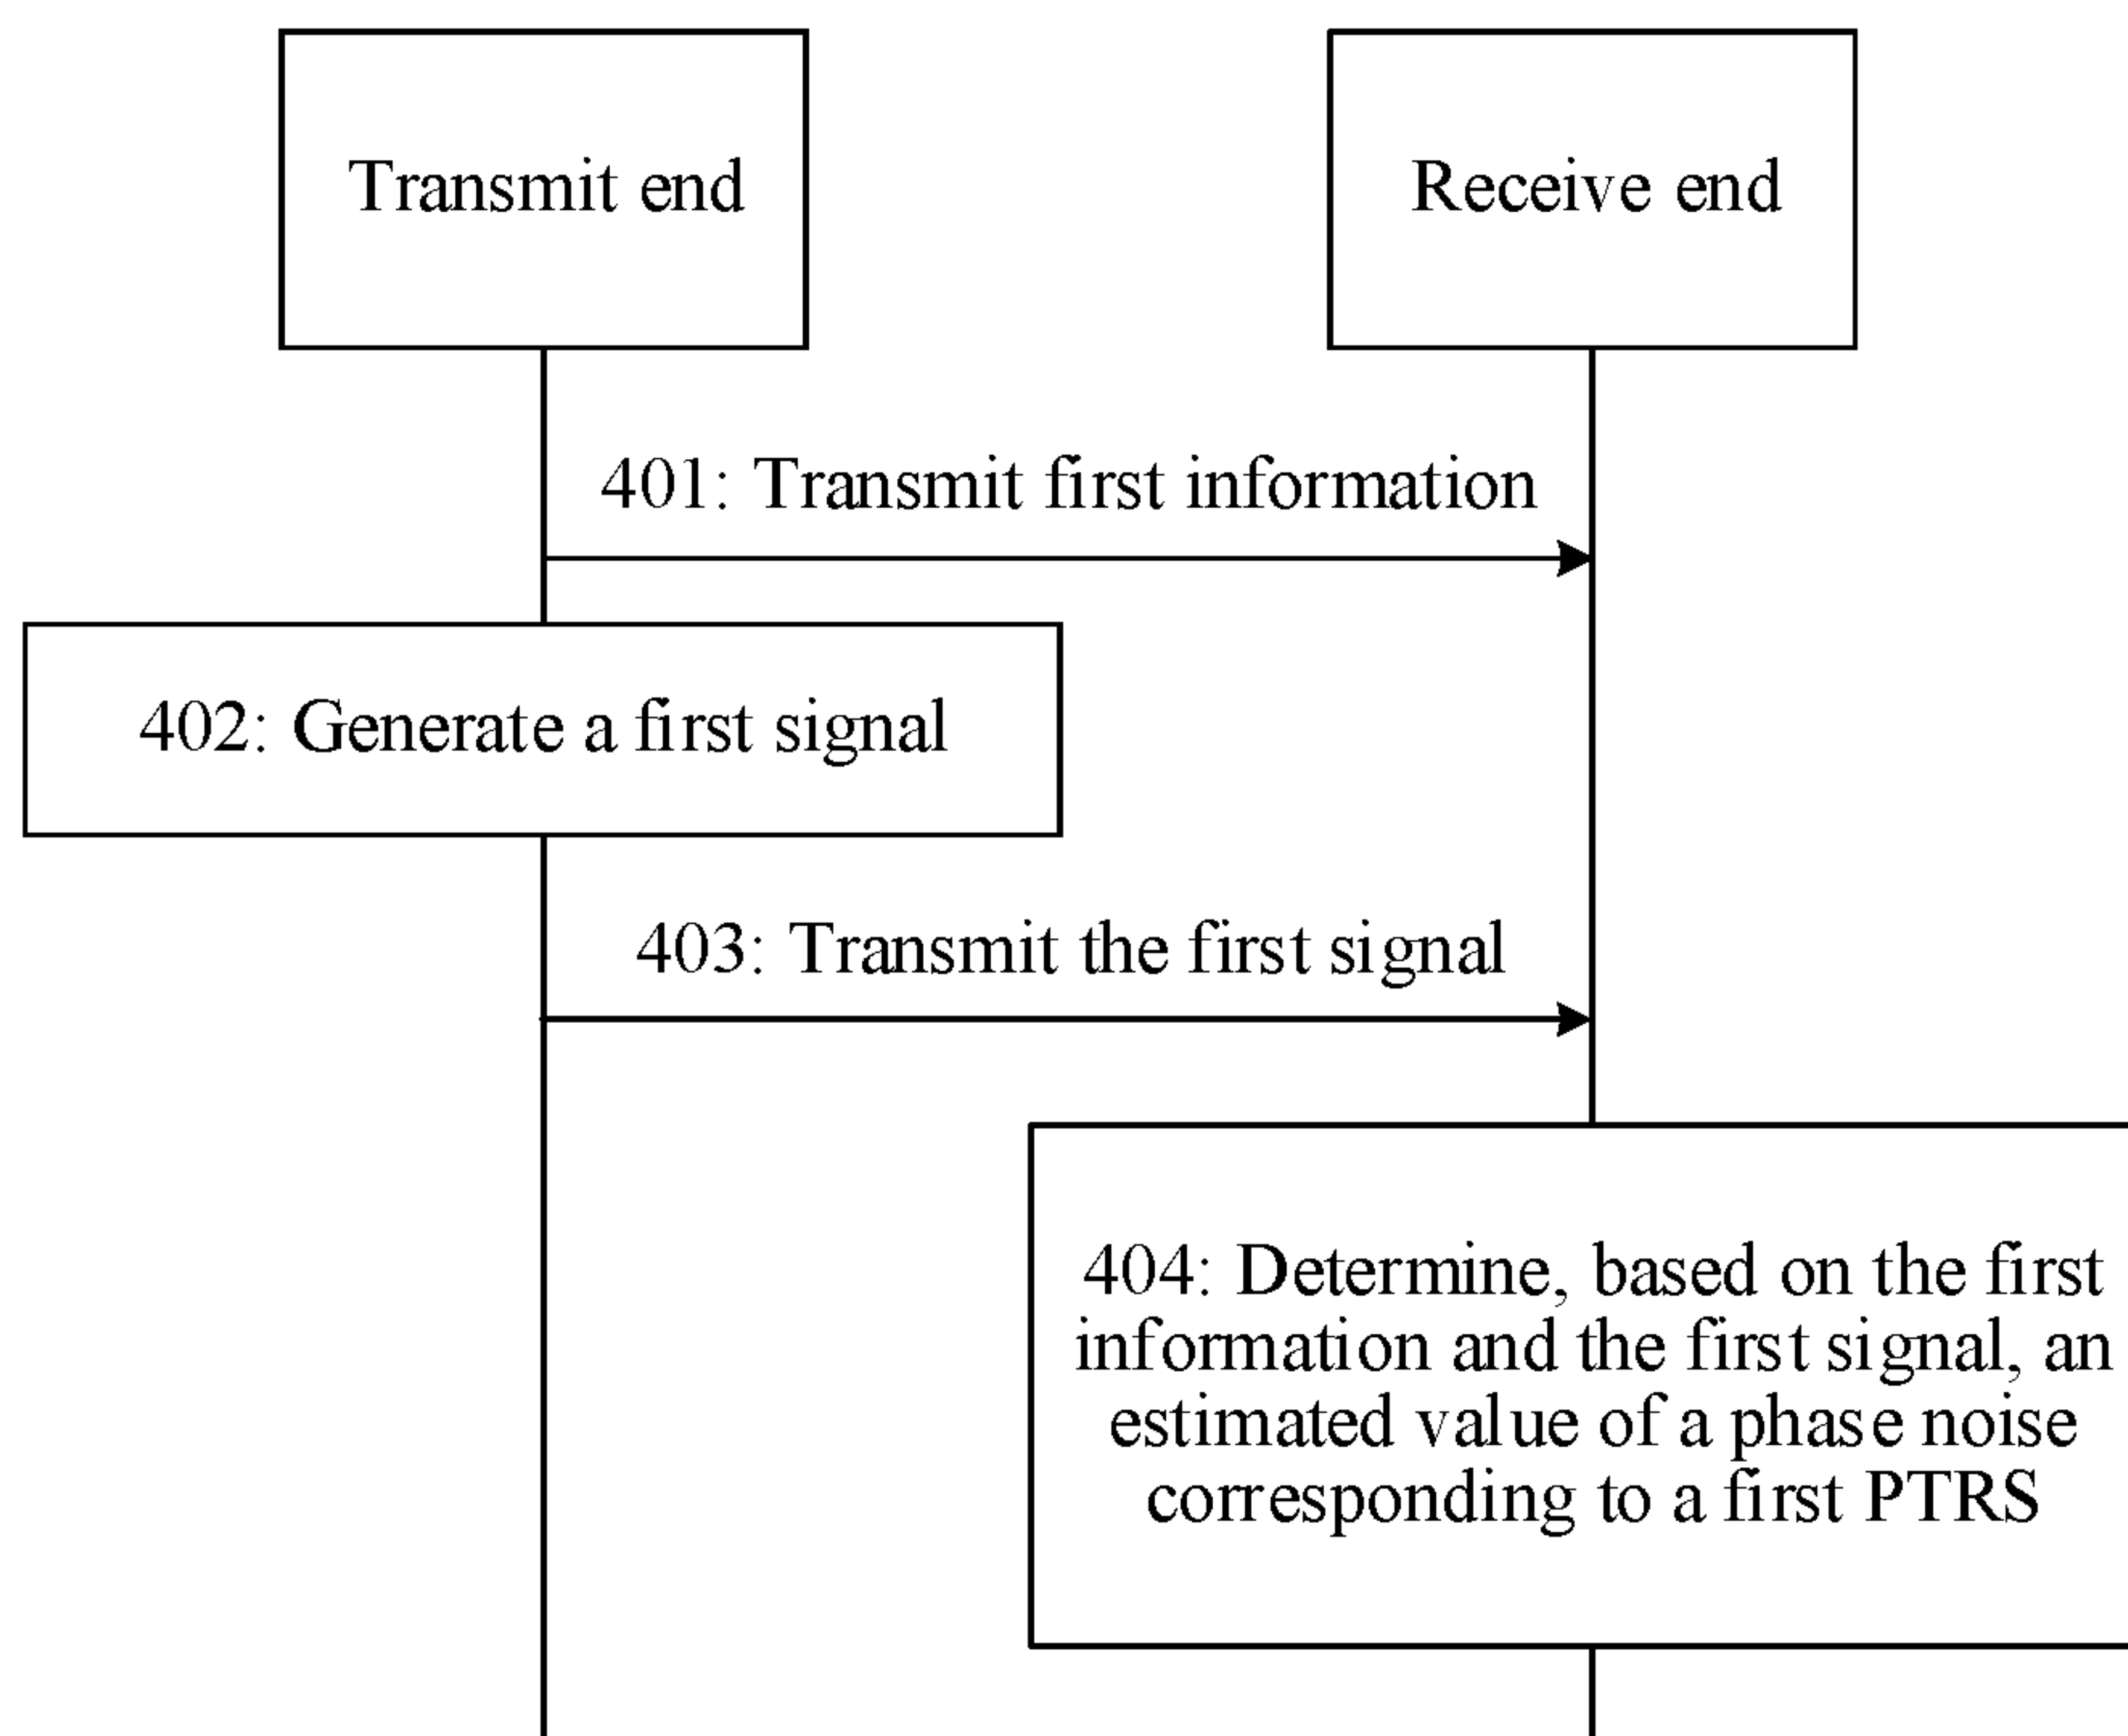 Transmit end
Receive end
401: Transmit first information
402: Generate a first signal
403: Transmit the first signal
404: Determine, based on the first
information and the first signal, an
estimated value of a phase noise
corresponding to a first PTRS